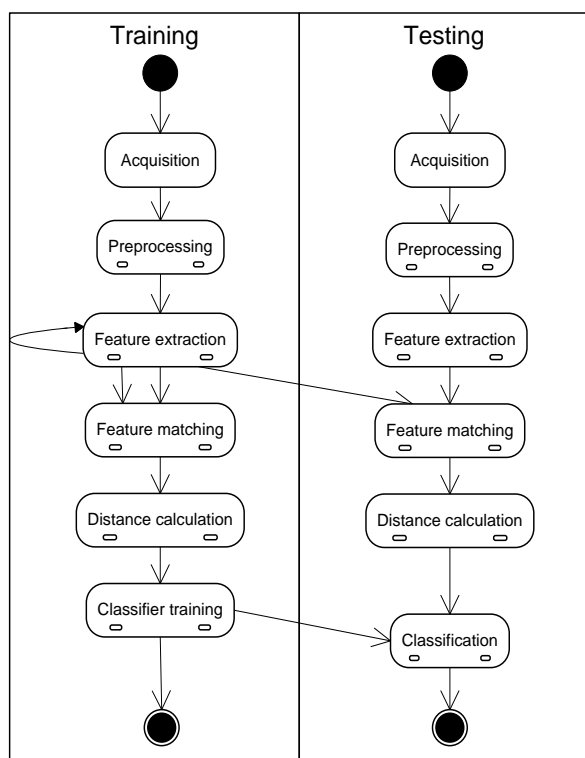 Training
Acquisition
Preprocessing
Feature extraction
Feature matching
Distance calculation
Classifier training
Testing
Acquisition
Preprocessing
Feature extraction
Feature matching
Distance calculation
Classification